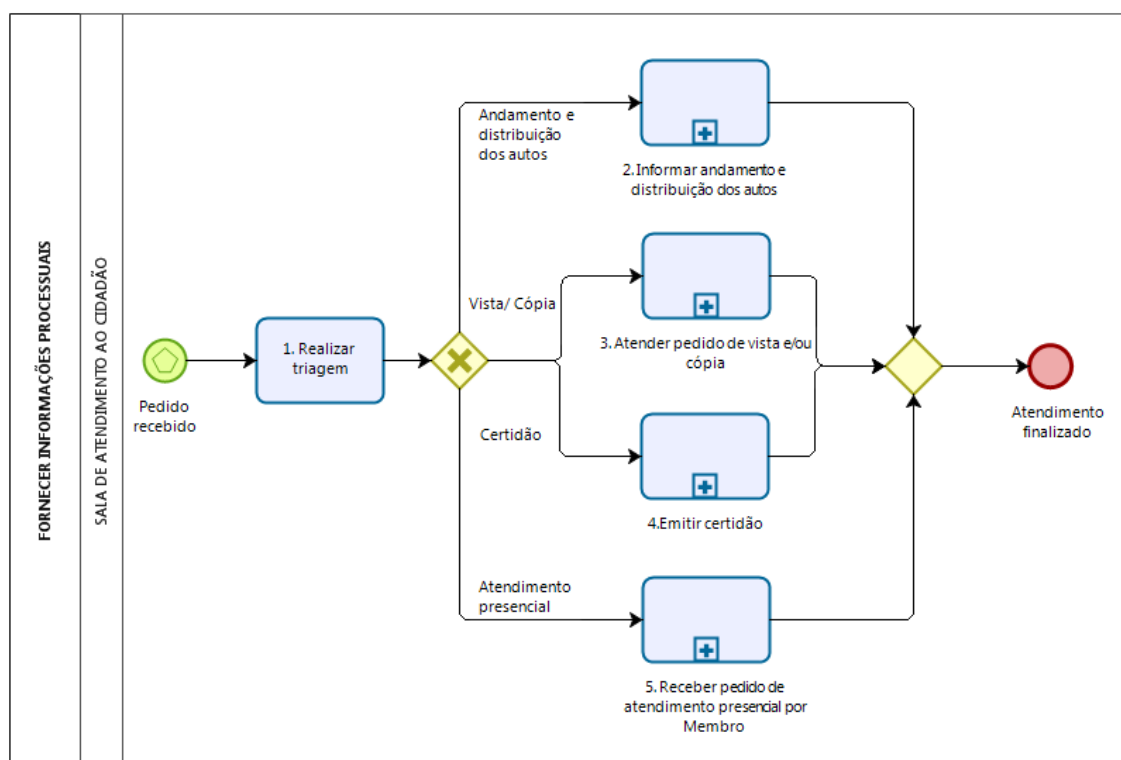 FORNECER INFORMAÇÕES PROCESSUAIS
SALA DE ATENDIMENTO AO CIDADÃO
Pedido
recebido
1. Realizar
triagem
Andamento e
distribuição
dos autos
2. Informar andamento e
distribuição dos autos
Vista/ Cópia
3. Atender pedido de vista e/ou
cópia
Certidão
4.Emitir certidão
Atendimento
presencial
5. Receber pedido de
atendimento presencial por
Membro
Atendimento
finalizado